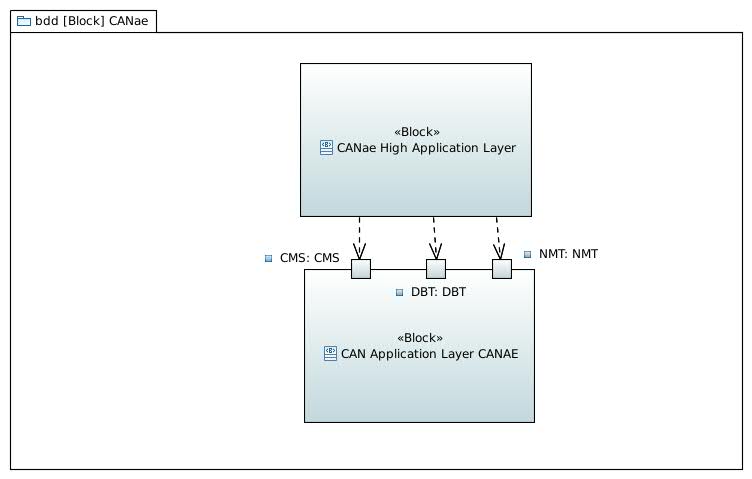 bdd [Block] CANae
«Block»
CANae High Application Layer
CMS: CMS
NMT: NMT
DBT: DBT
«Block»
CAN Application Layer CANAE